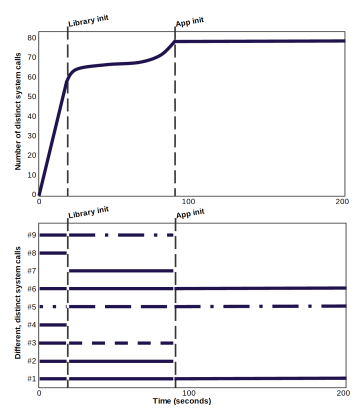 Library init
App init
Number of distinct system calls
80
70
60
50
40
30
20
10
0
0 100 200
Library init
App init
Different, distinct system calls
#9
#8
#7
#6
#5
#4
#3
#2
#1
0 100 200
Time (seconds)